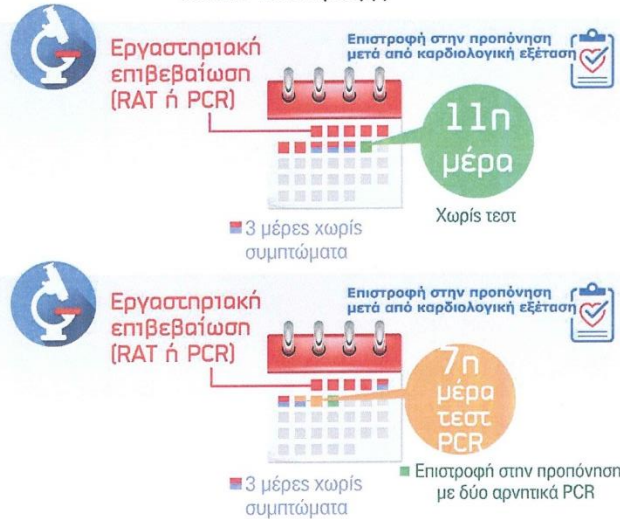 Εργαστηριακή
επιβεβαίωση
(RAT ή PCR)
Επιστροφή στην προπόνηση
μετά από καρδιολογική εξέταση
11η
μέρα
Χωρίς τεστ
3 μέρες χωρίς
συμπτώματα
Εργαστηριακή
επιβεβαίωση
(RAT ή PCR)
Επιστροφή στην προπόνηση
μετά από καρδιολογική εξέταση
7η
μέρα
τεστ
PCR
3 μέρες χωρίς
συμπτώματα
Επιστροφή στην προπόνηση
με δύο αρνητικά PCR